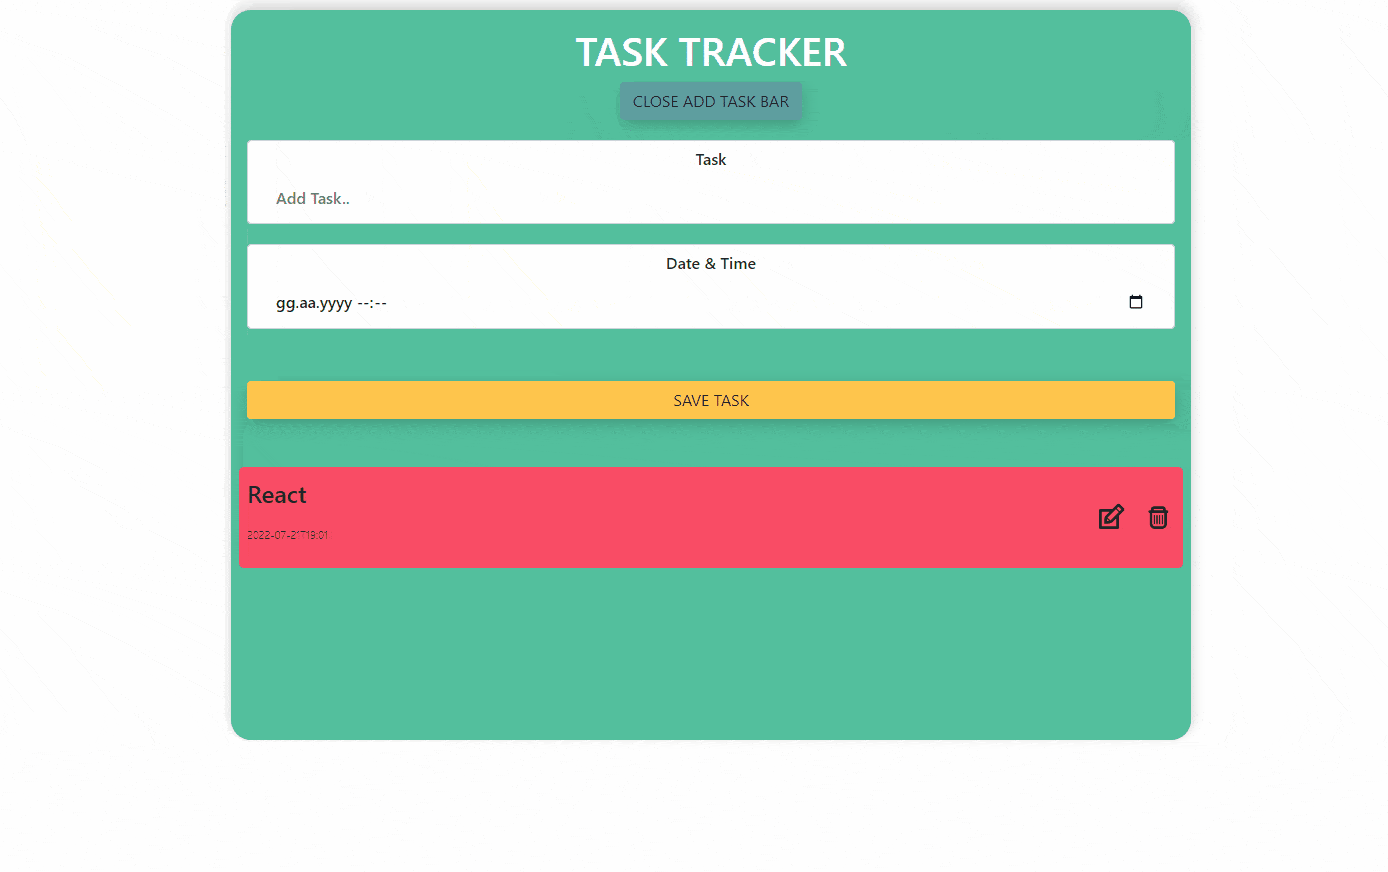 TASK TRACKER
CLOSE ADD TASK BAR
Task
Add Task..
Date & Time
gg.aa.yyyy --:--
SAVE TASK
React
2022-07-21T19:01